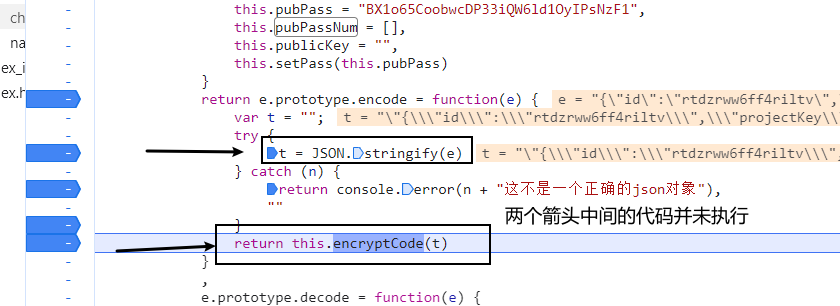 this.pubPass = "BX1o65CoobwcDP33iQW6ld1OyIPsNzF1",
ch
this.pubPassNum = [],
na
this.publicKey = "",
ex_i
this.setPass(this.pubPass)
}
ex.h
return e.prototype.encode = function(e) { e = "{\"id\":\"rtdzrww6ff4riltv\",
var t = ""; t = "\"{\\\"id\\\":\\\"rtdzrww6ff4riltv\\\",\\\"projectKey\\
try {
t = JSON.stringify(e) t = "\"{\\\"id\\\":\\\"rtdzrww6ff4riltv\\\",
} catch (n) {
return console.error(n + "这不是一个正确的json对象"),
""
}
两个箭头中间的代码并未执行
return this.encryptCode(t)
}
,
e.prototype.decode = function(e) {